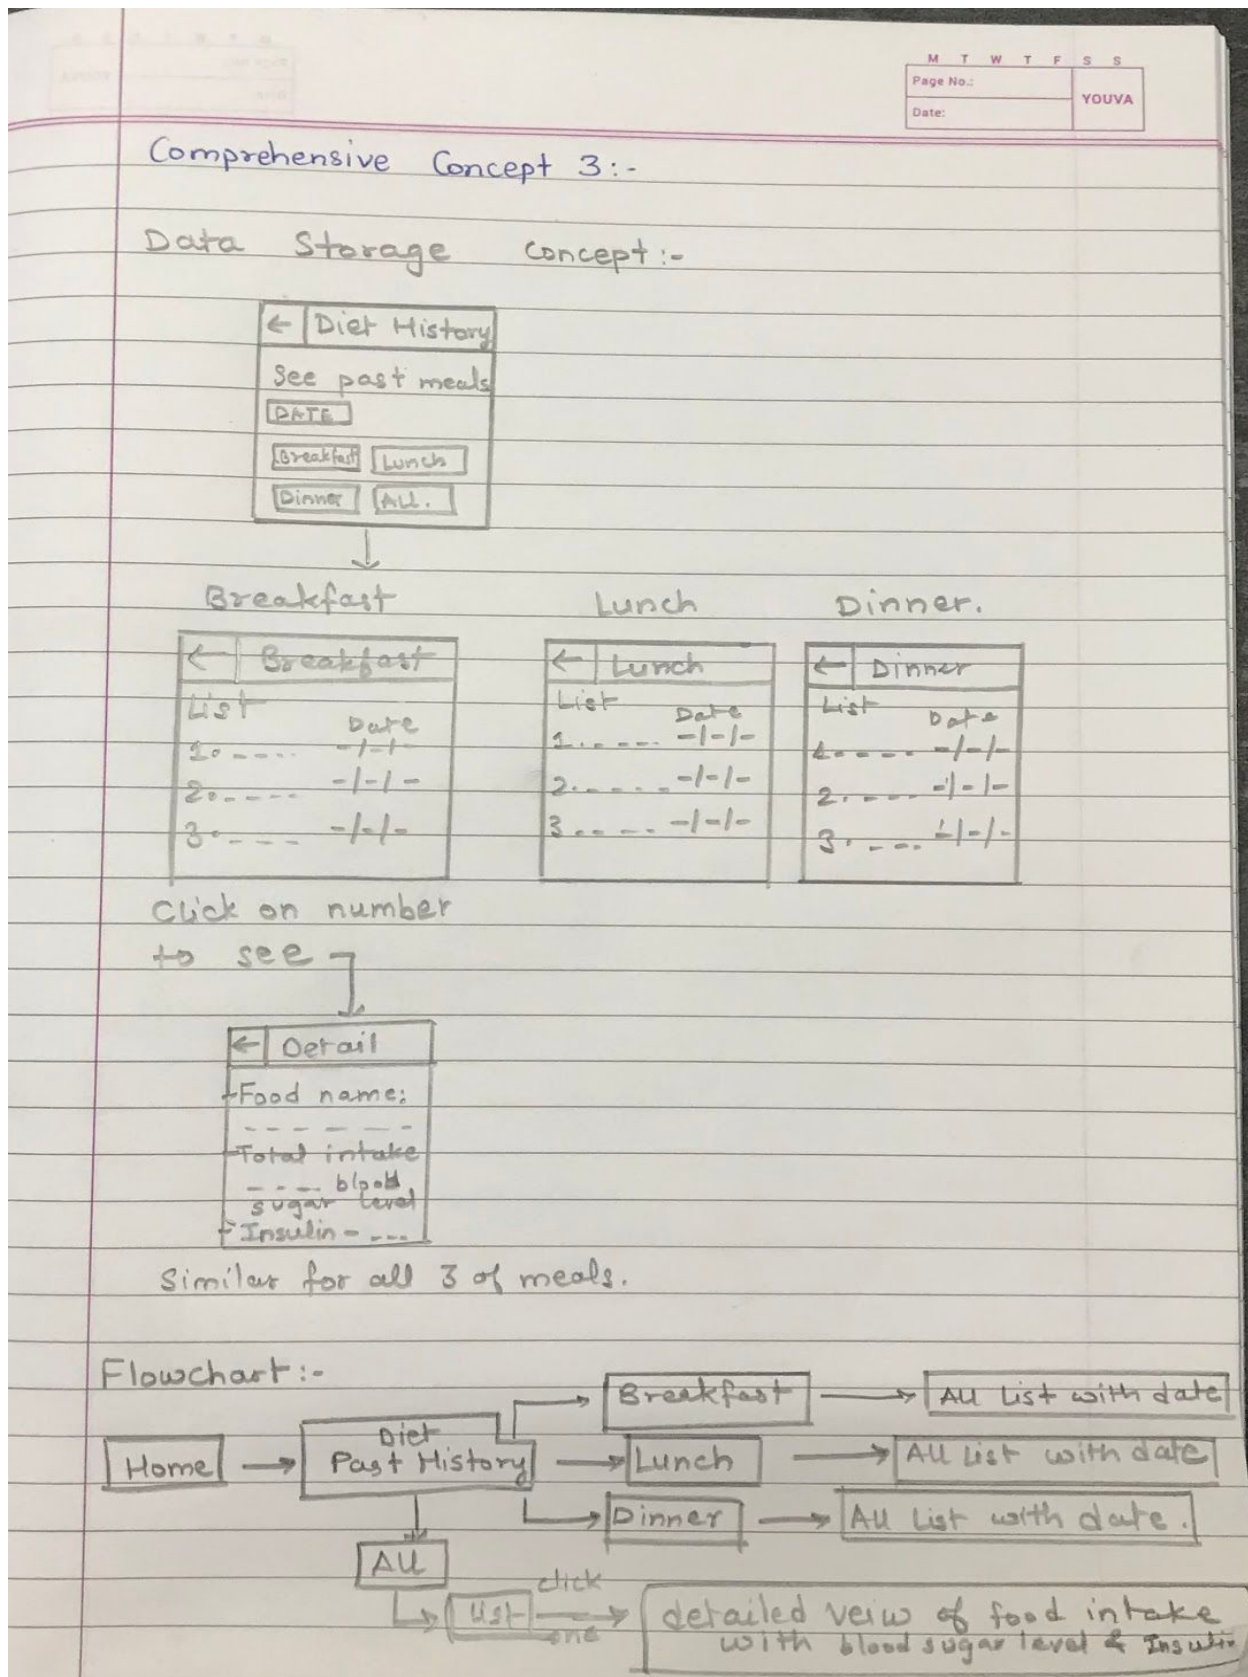 M T W T F S S
Page No.:
YOUVA
Date:
Comprehensive Concept 3:-
Data Storage Concept:-
← Diet History
See past meals
DATE
Breakfast Lunch
Dinner ALL.
Breakfast Lunch Dinner.
← Breakfast
List
Date
1. - - - - -/-/-
2. - - - - -/-/-
3. - - - - -/-/-
← Lunch
List
Date
1. - - - - -/-/-
2. - - - - -/-/-
3. - - - - -/-/-
← Dinner
List
Date
1. - - - - -/-/-
2. - - - - -/-/-
3. - - - - -/-/-
Click on number
to see
← Detail
-Food name:
- - - - - -
-Total intake
- - - - blood
sugar level
-Insulin - - - -
Similar for all 3 of meals.
Flowchart:-
Breakfast → All List with date
Home → Diet
Past History → Lunch → All List with date
Dinner → All List with date.
All
click
List → detailed veiw of food intake
one with blood sugar level & Insulin